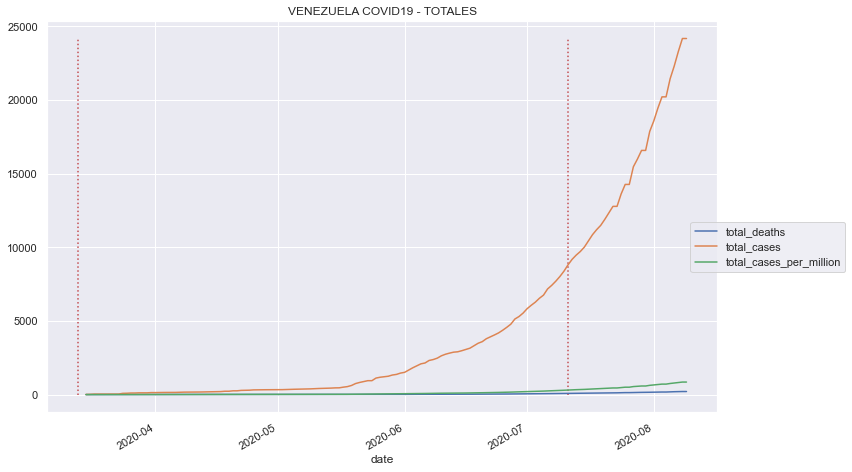 VENEZUELA COVID19 - TOTALES
25000
20000
15000
10000
5000
0
total_deaths
total_cases
total_cases_per_million
2020-04
2020-05
2020-06
2020-07
2020-08
date